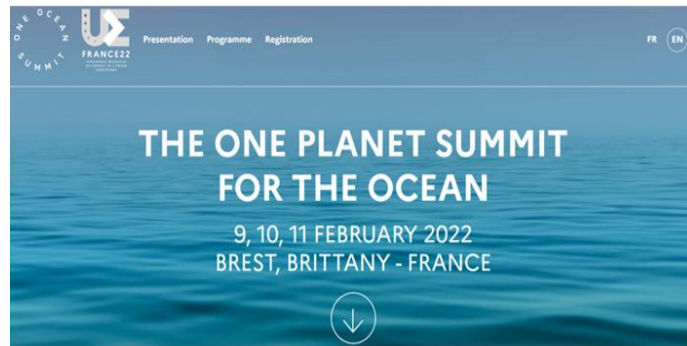 ONE OCEAN SUMMIT
UE
FRANCE22
Presentation Programme Registration
FR EN
THE ONE PLANET SUMMIT
FOR THE OCEAN
9, 10, 11 FEBRUARY 2022
BREST, BRITTANY - FRANCE